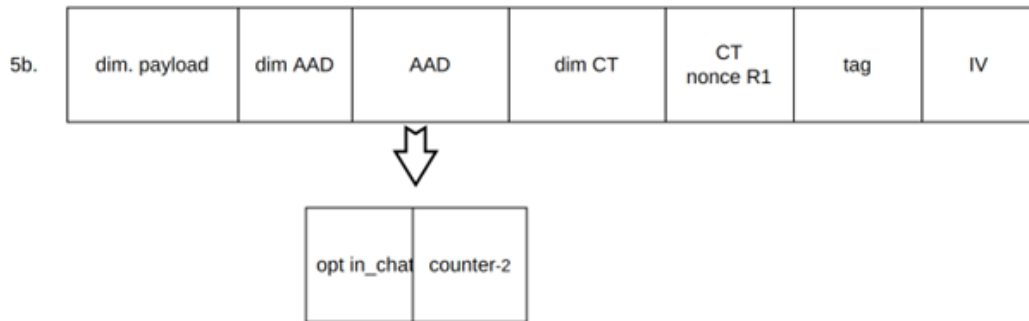 5b.
dim. payload
dim AAD
AAD
dim CT
CT
nonce R1
tag
IV
opt in_chat
counter-2